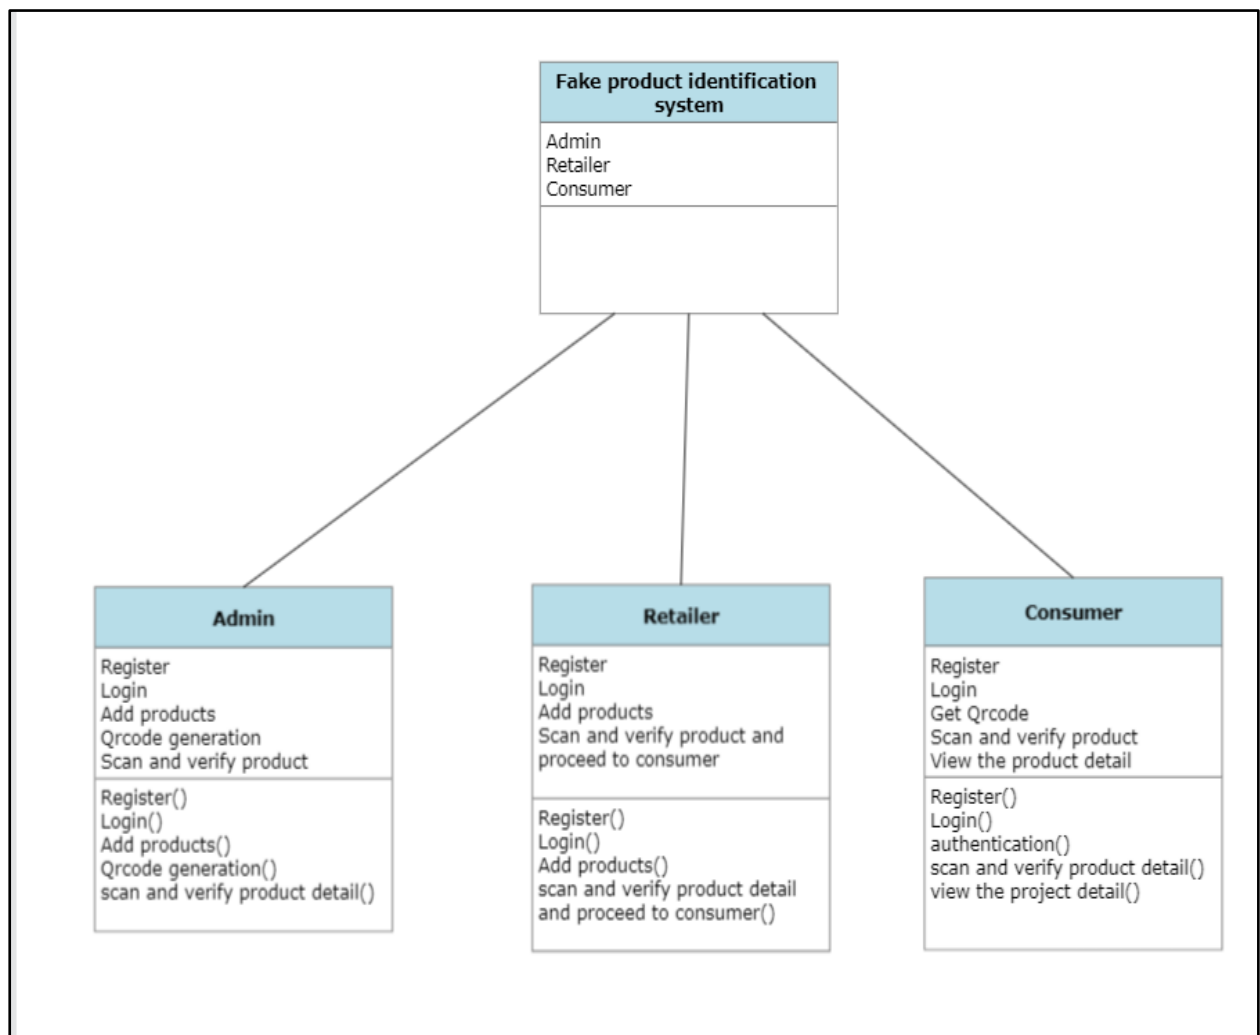 Fake product identification
system
Admin
Retailer
Consumer
Admin
Register
Login
Add products
Qrcode generation
Scan and verify product
Register()
Login()
Add products()
Qrcode generation()
scan and verify product detail()
Retailer
Register
Login
Add products
Scan and verify product and
proceed to consumer
Register()
Login()
Add products()
scan and verify product detail
and proceed to consumer()
Consumer
Register
Login
Get Qrcode
Scan and verify product
View the product detail
Register()
Login()
authentication()
scan and verify product detail()
view the project detail()